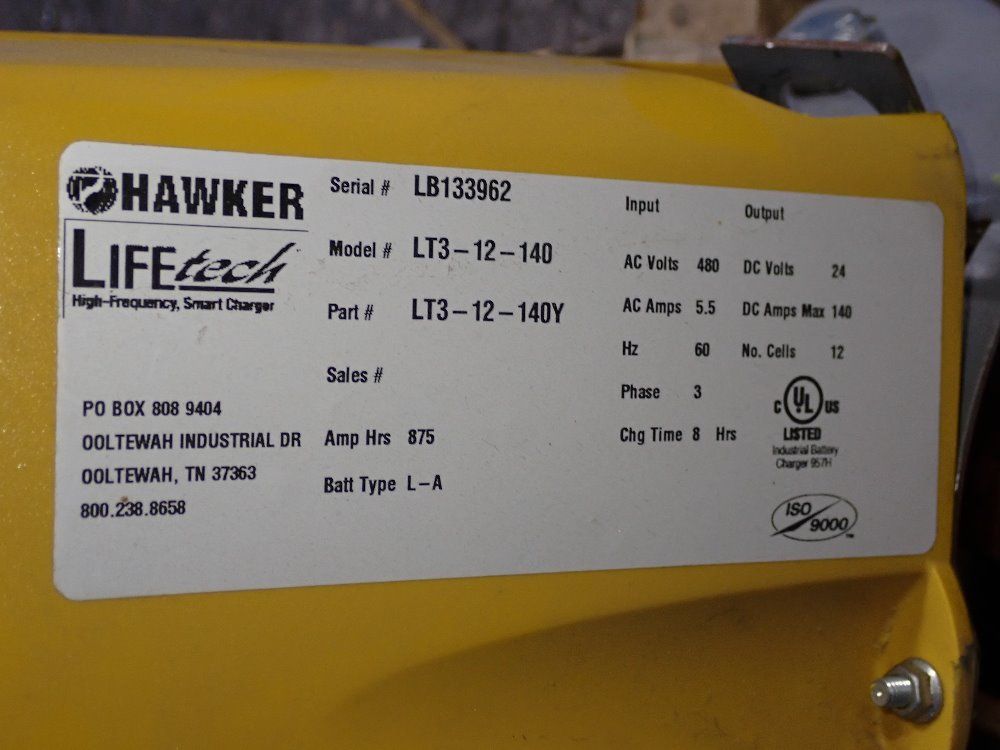 HAWKER
LIFEtech
High-Frequency, Smart Charger
PO BOX 808 9404
OOLTEWAH INDUSTRIAL DR
OOLTEWAH, TN 37363
800.238.8658
Serial # LB133962
Model # LT3-12-140
Part # LT3-12-140Y
Sales #
Amp Hrs 875
Batt Type L-A
Input
AC Volts 480
AC Amps 5.5
Hz 60
Phase 3
Chg Time 8 Hrs
Output
DC Volts 24
DC Amps Max 140
No. Cells 12
C UL US
LISTED
Industrial Battery
Charger 957H
ISO
9000